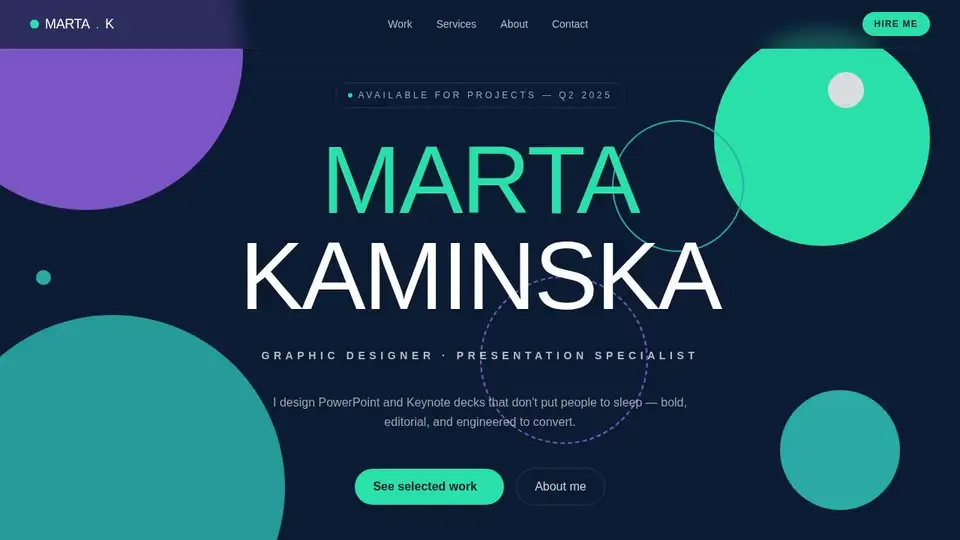 MARTA . K
Work Services About Contact
HIRE ME
AVAILABLE FOR PROJECTS — Q2 2025
MARTA
KAMINSKA
GRAPHIC DESIGNER · PRESENTATION SPECIALIST
I design PowerPoint and Keynote decks that don't put people to sleep — bold,
editorial, and engineered to convert.
See selected work
About me